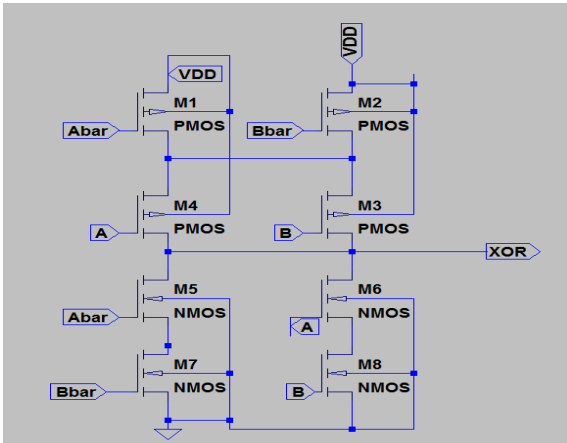 VDD
VDD
M1
M2
Abar
PMOS
Bbar
PMOS
M4
M3
A
PMOS
B
PMOS
XOR
M5
M6
Abar
NMOS
A
NMOS
M7
M8
Bbar
NMOS
B
NMOS